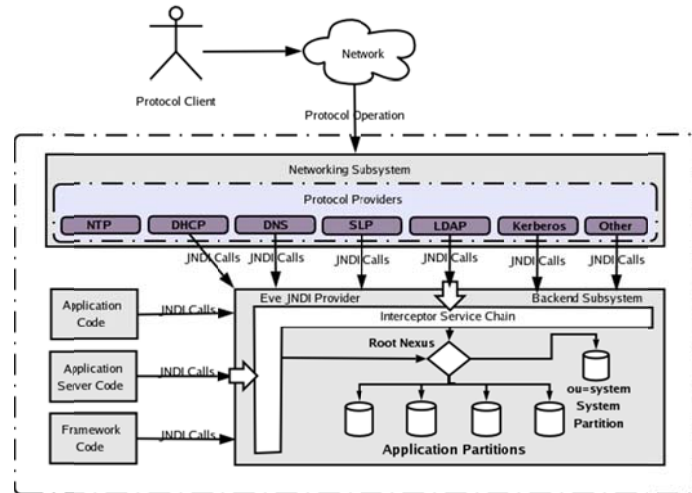 Network
Protocol Client
Protocol Operation
Networking Subsystem
Protocol Providers
NTP DHCP DNS SLP LDAP Kerberos Other
JNDI Calls JNDI Calls JNDI Calls JNDI Calls JNDI Calls JNDI Calls
Eve JNDI Provider Backend Subsystem
Application
Code
JNDI Calls
Interceptor Service Chain
Root Nexus
Application
Server Code
JNDI Calls
ou=system
System
Partition
Framework
Code
JNDI Calls
Application Partitions